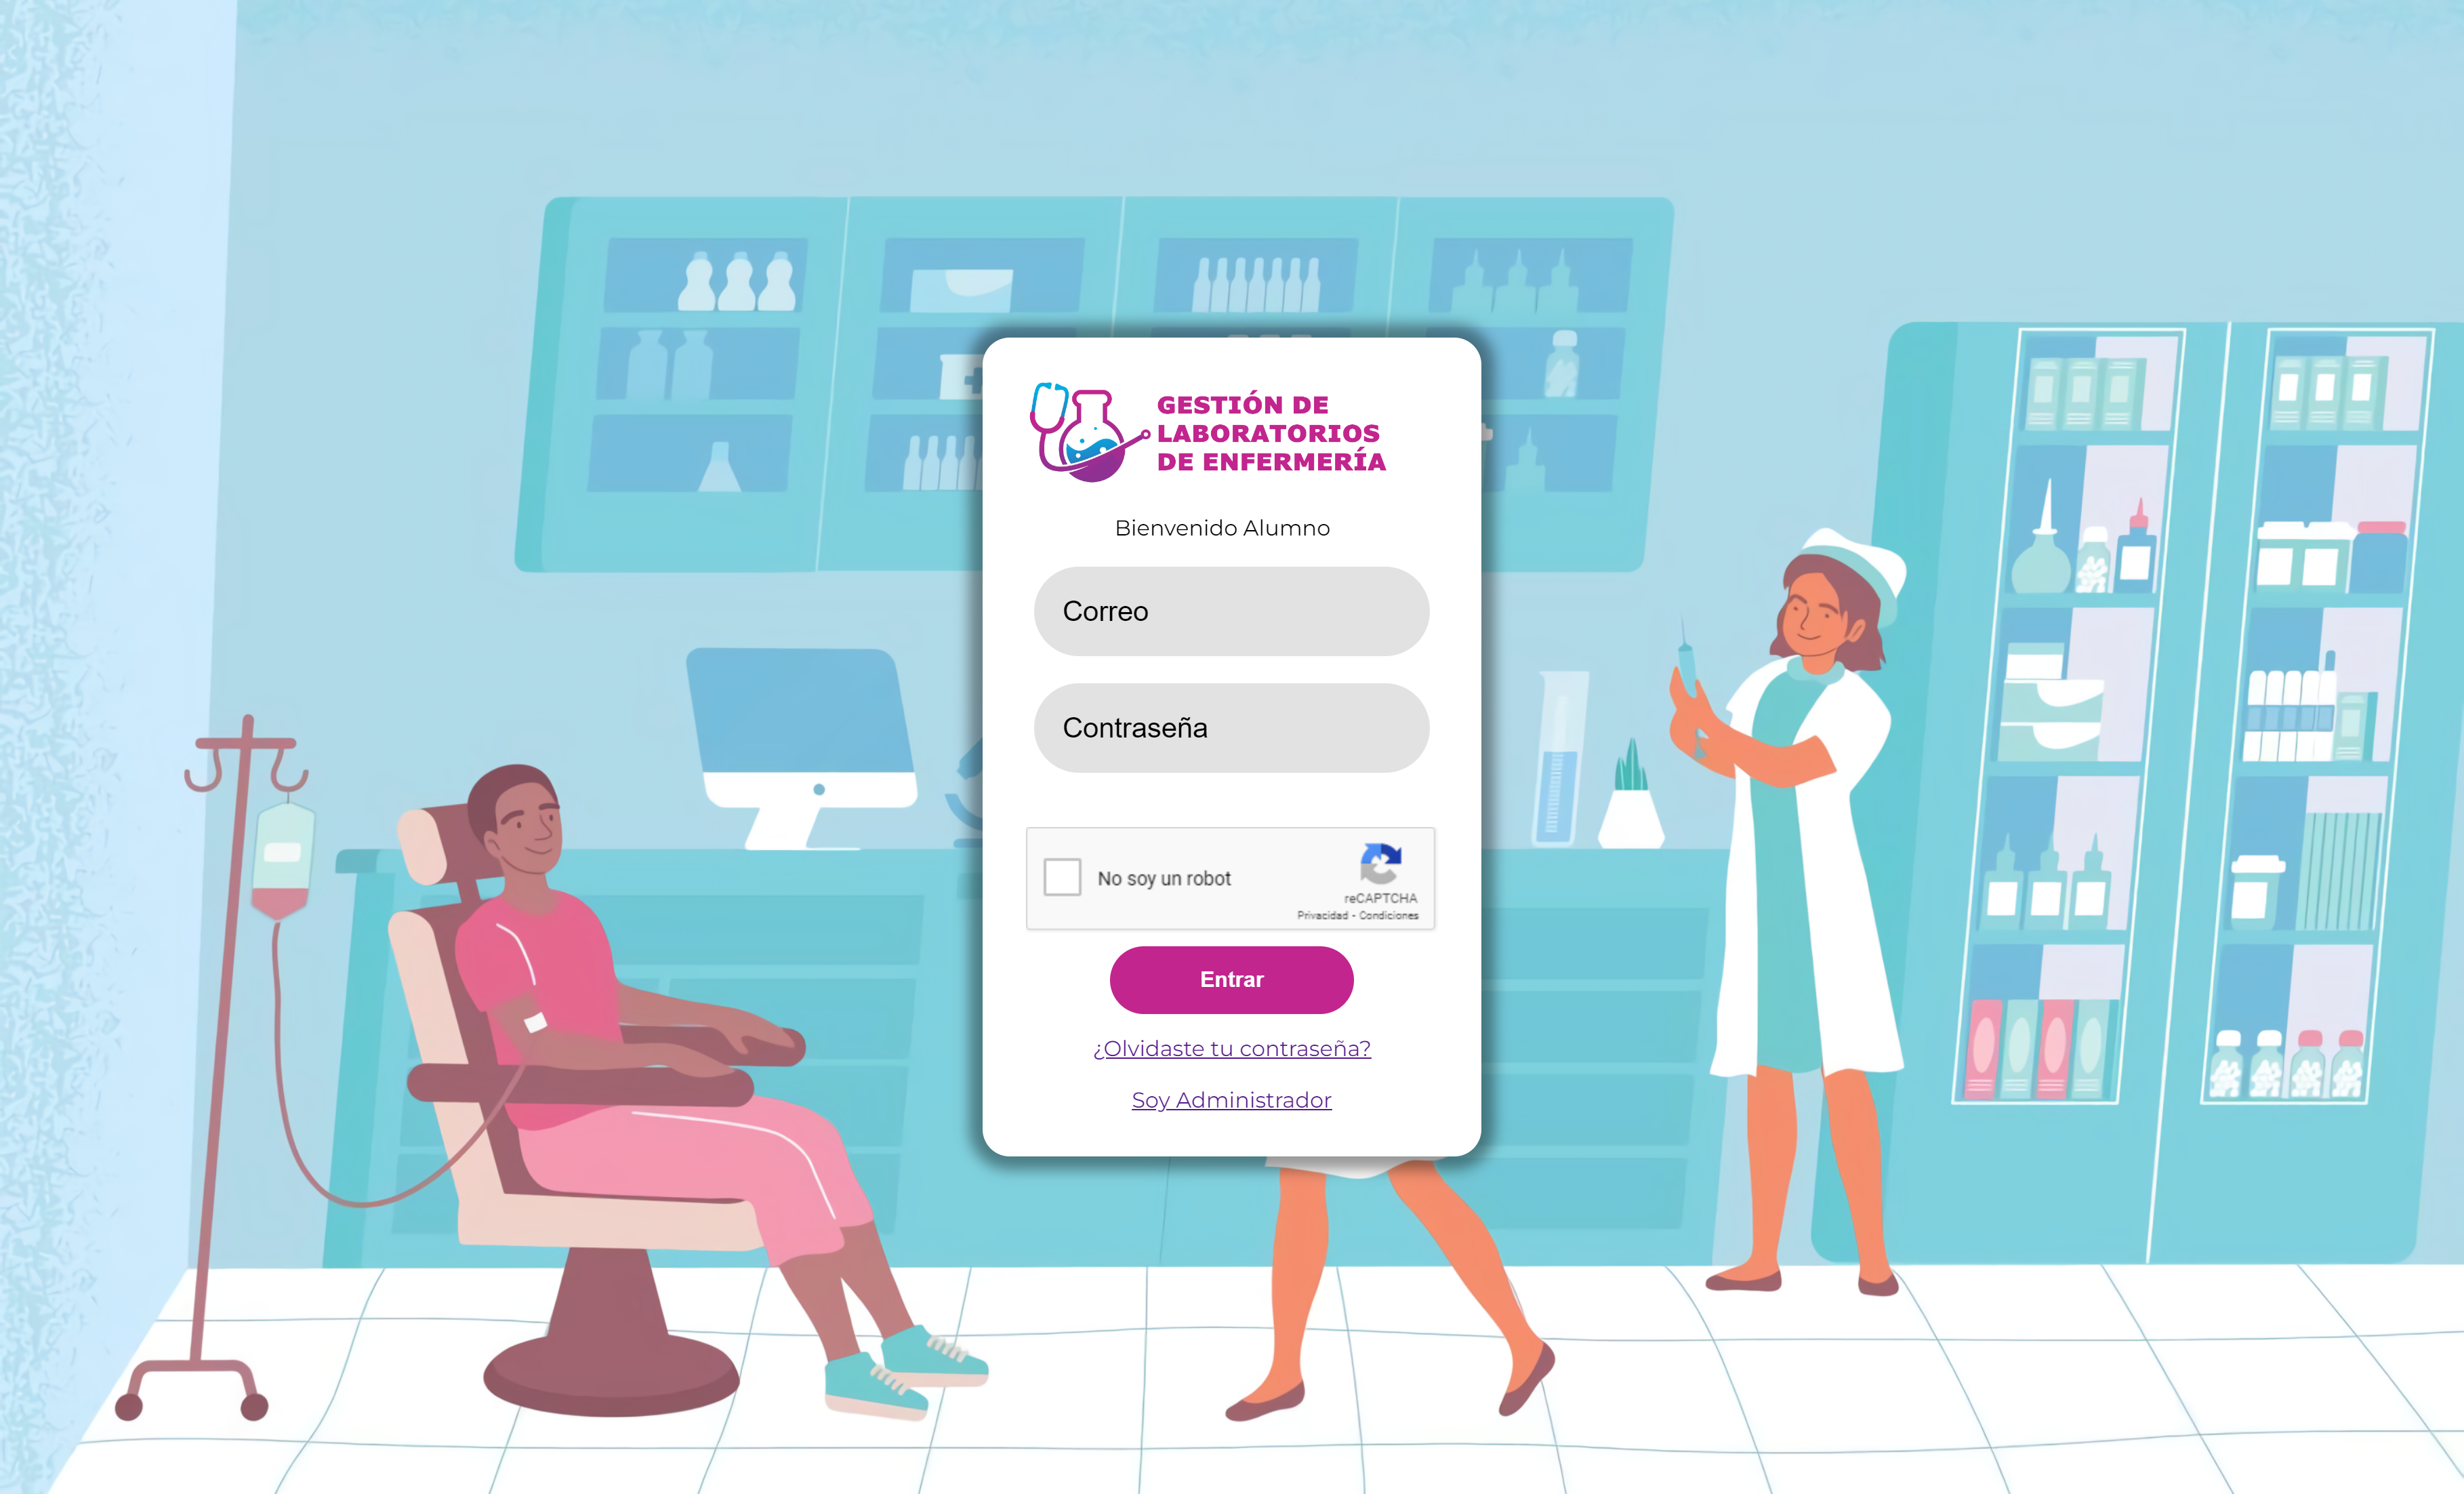 GESTIÓN DE
LABORATORIOS
DE ENFERMERÍA
Bienvenido Alumno
Correo
Contraseña
No soy un robot
reCAPTCHA
Privacidad - Condiciones
Entrar
¿Olvidaste tu contraseña?
Soy Administrador